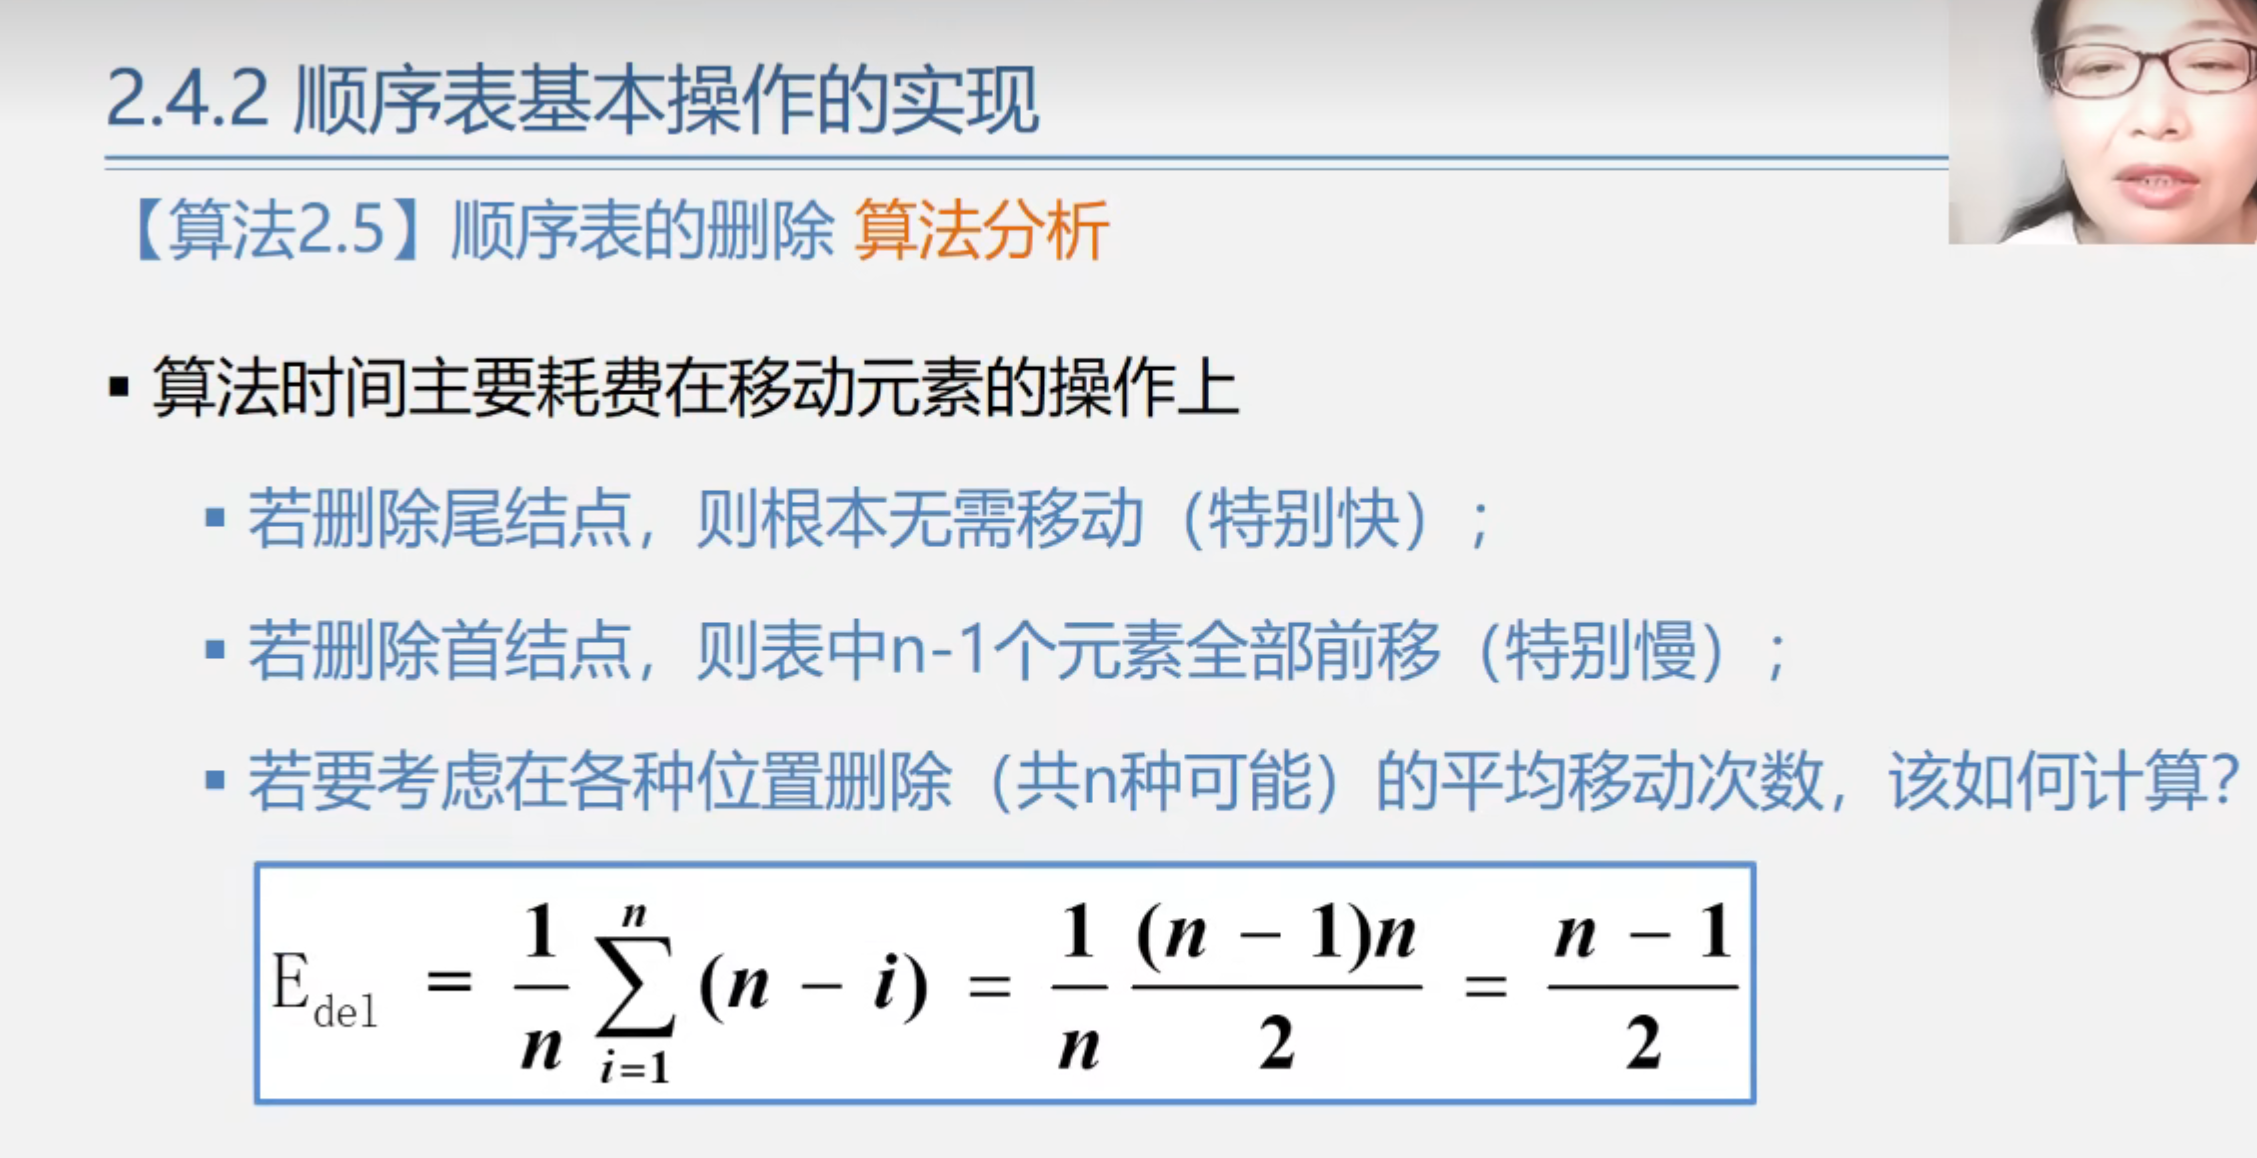 2.4.2 顺序表基本操作的实现
【算法2.5】顺序表的删除 算法分析
▪ 算法时间主要耗费在移动元素的操作上
▪ 若删除尾结点，则根本无需移动（特别快）；
▪ 若删除首结点，则表中n-1个元素全部前移（特别慢）；
▪ 若要考虑在各种位置删除（共n种可能）的平均移动次数，该如何计算？
E_del = \frac{1}{n} \sum_{i=1}^{n} (n - i) = \frac{1}{n} \frac{(n - 1)n}{2} = \frac{n - 1}{2}